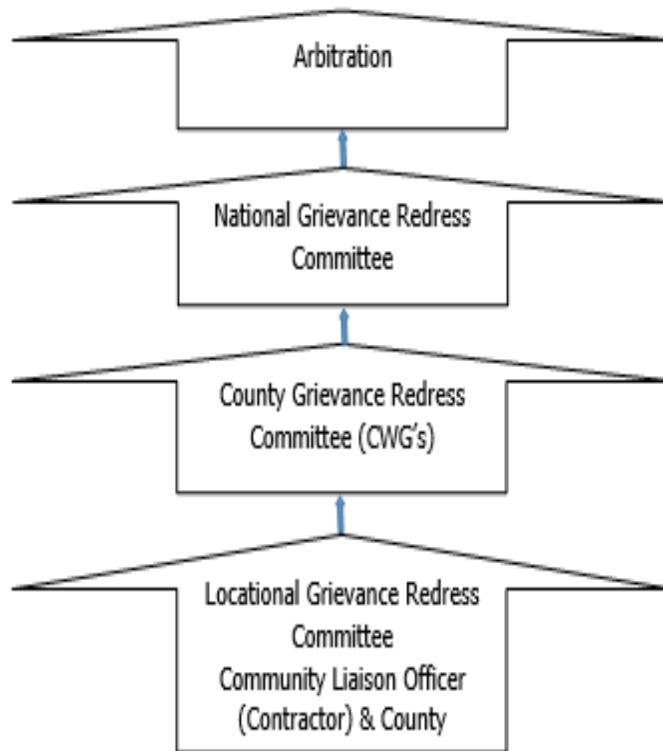 Arbitration
National Grievance Redress
Committee
County Grievance Redress
Committee (CWG's)
Locational Grievance Redress
Committee
Community Liaison Officer
(Contractor) & County